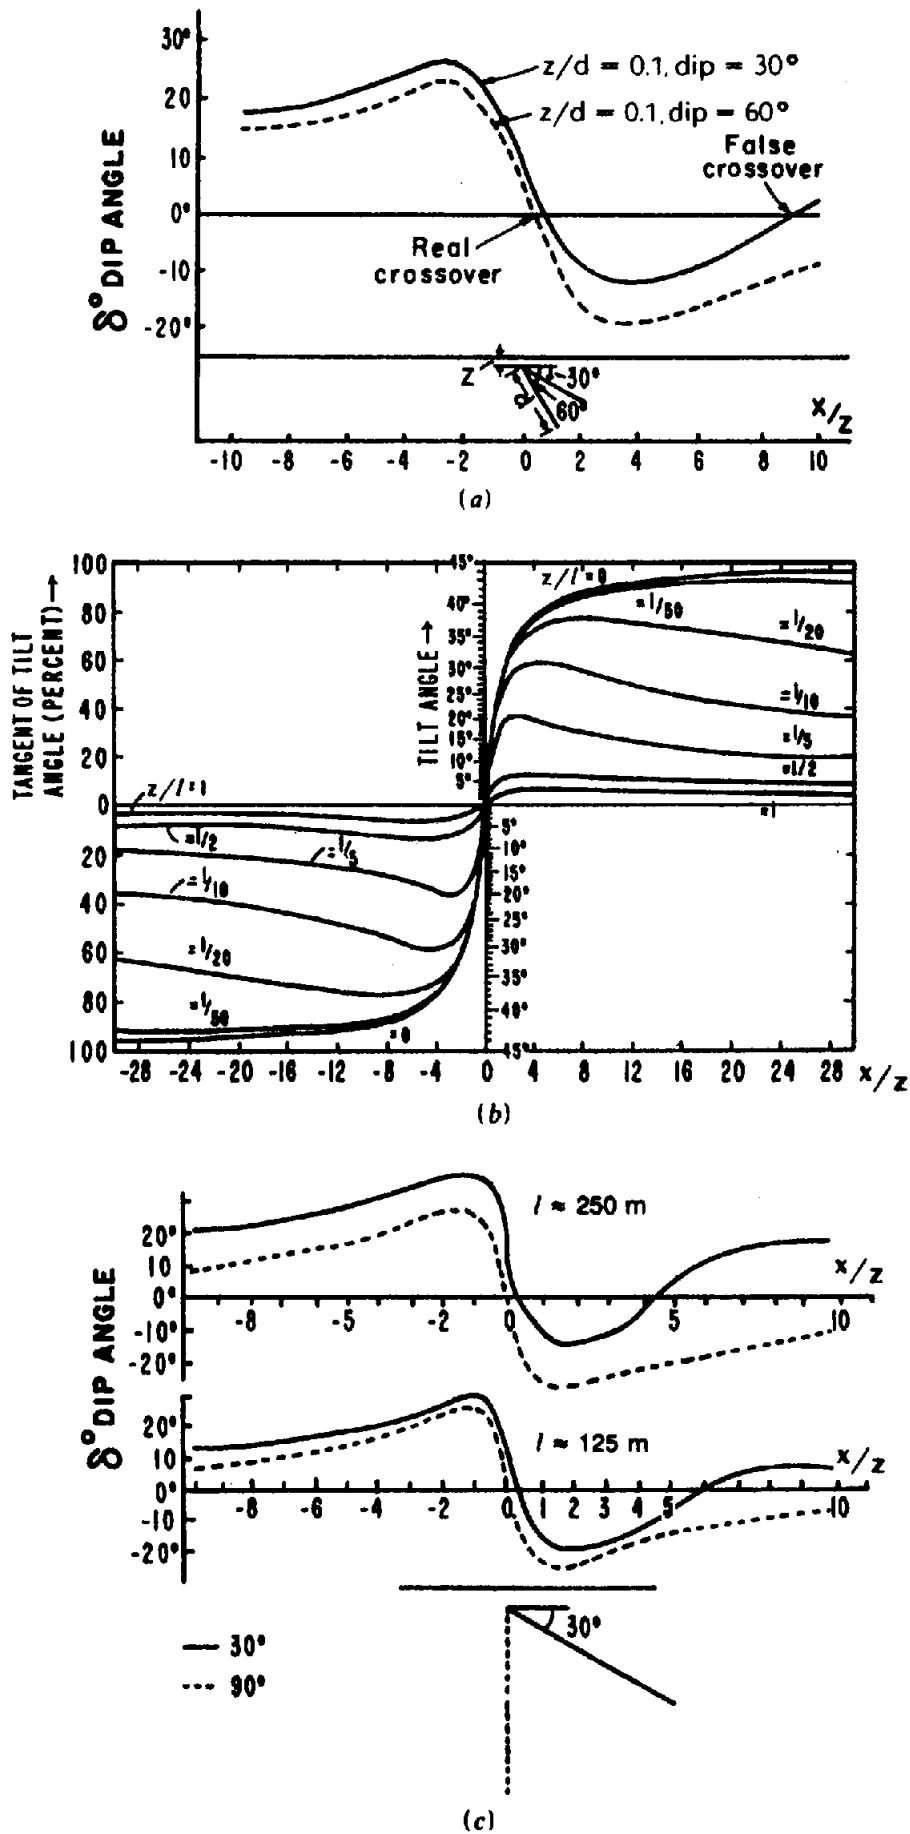 30°
20
10
0°
-10
-20°
δ° DIP ANGLE
z/d = 0.1, dip = 30°
z/d = 0.1, dip = 60°
False
crossover
Real
crossover
z
d
30°
60°
x/z
-10 -8 -6 -4 -2 0 2 4 6 8 10
(a)
TANGENT OF TILT
ANGLE (PERCENT) →
100
80
60
40
20
0
20
40
60
80
100
TILT ANGLE →
45°
40°
35°
30°
25°
20°
15°
10°
5°
5°
10°
15°
20°
25°
30°
35°
40°
45°
z/l = 0
= 1/50
= 1/20
= 1/10
= 1/5
= 1/2
= 1
z/l = 1
= 1/2
= 1/5
= 1/10
= 1/20
= 1/50
= 0
-28 -24 -20 -16 -12 -8 -4 0 4 8 12 16 20 24 28 x/z
(b)
δ° DIP ANGLE
l ≈ 250 m
20°
10
0°
-10°
-20°
x/z
-8 -5 -2 0 1 2 3 5 10
l ≈ 125 m
20°
10
0°
-10
-20°
x/z
-8 -6 -4 -2 0 1 2 3 4 5 10
30°
30°
90°
(c)